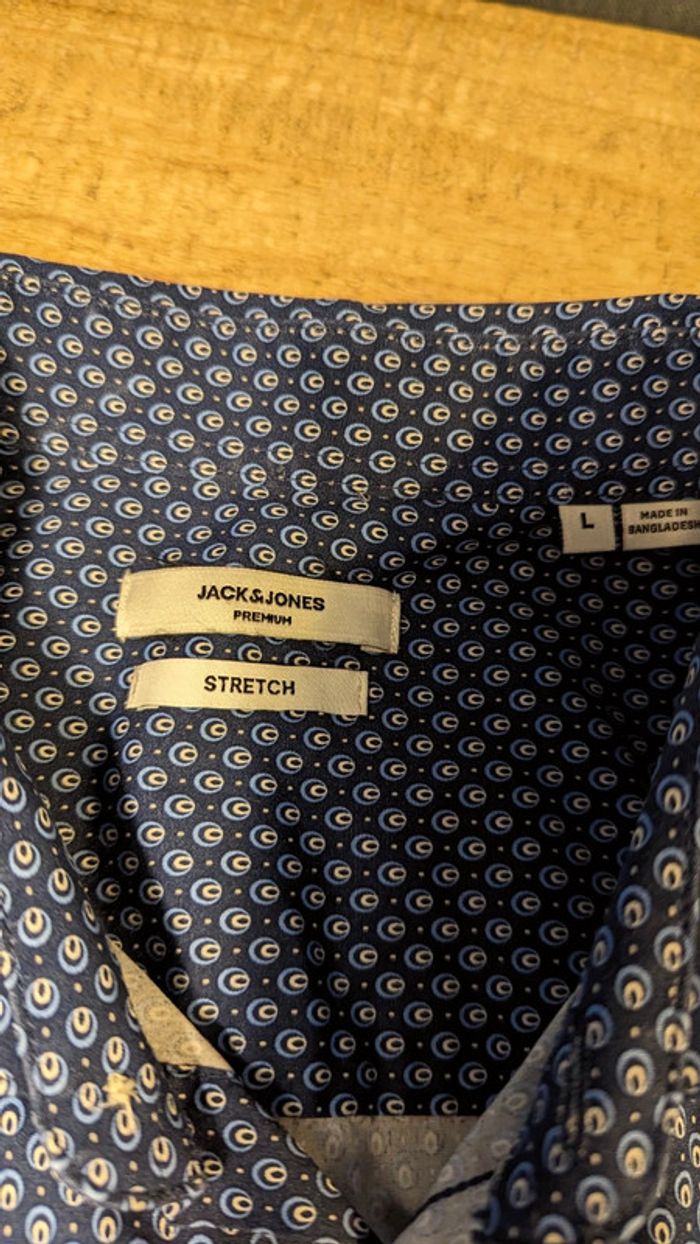 L
MADE IN
BANGLADESH
JACK&JONES
PREMIUM
STRETCH